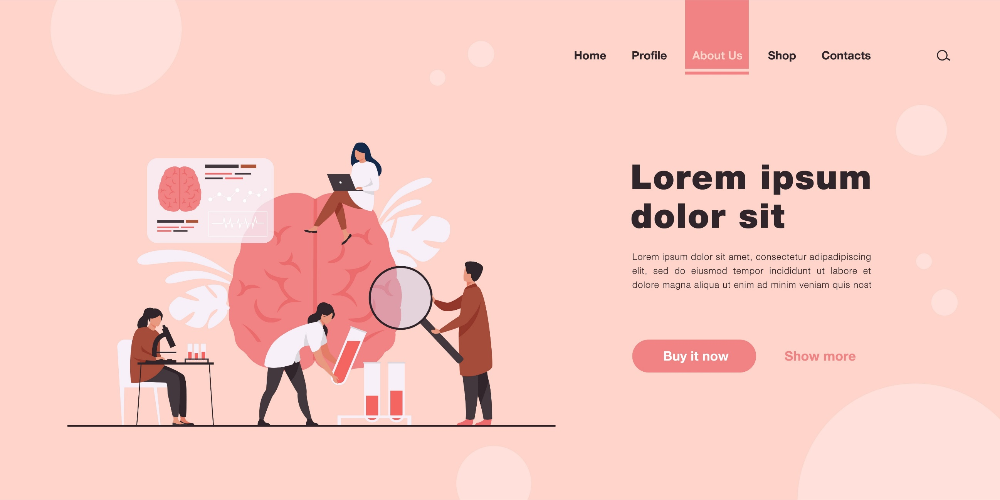 Home Profile About Us Shop Contacts
Lorem ipsum
dolor sit
Lorem ipsum dolor sit amet, consectetur adipadipiscing
elit, sed do eiusmod tempor incididunt ut labore et
dolore magna aliqua ut enim ad minim veniam quis nost
Buy it now Show more